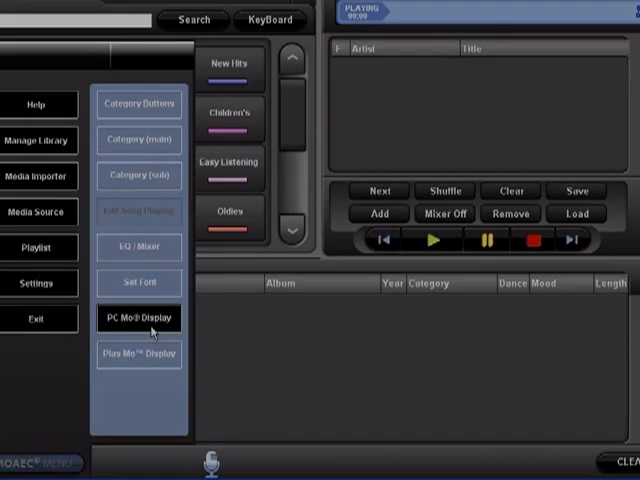 PLAYING
00:00
Search
KeyBoard
F
Artist
Title
New Hits
Children's
Easy Listening
Oldies
Help
Manage Library
Media Importer
Media Source
Playlist
Settings
Exit
Category Buttons
Category (main)
Category (sub)
Edit Song Playing
EQ / Mixer
Set Font
PC Mo® Display
Play Mo™ Display
Next
Shuffle
Clear
Save
Add
Mixer Off
Remove
Load
Album
Year
Category
Dance
Mood
Length
MOAEC® MENU
CLEA